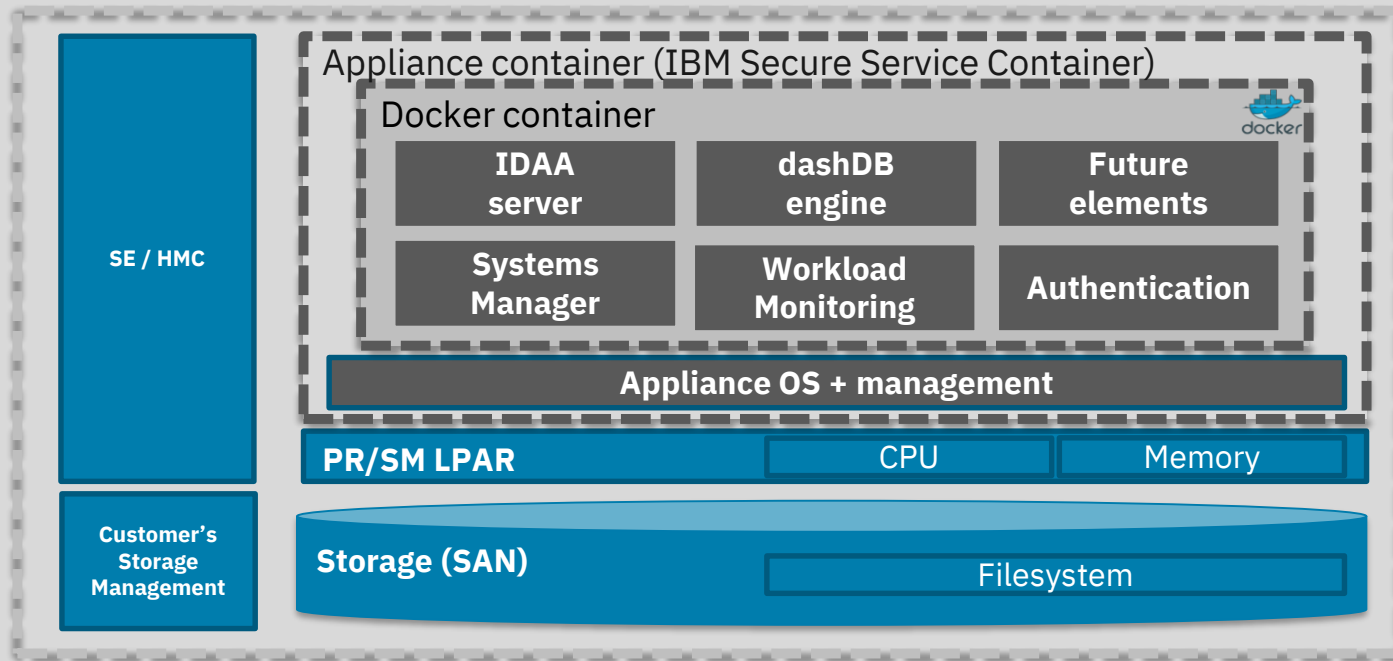 Appliance container (IBM Secure Service Container)
Docker container
docker
IDAA
server
dashDB
engine
Future
elements
SE / HMC
Systems
Manager
Workload
Monitoring
Authentication
Appliance OS + management
PR/SM LPAR
CPU
Memory
Customer’s
Storage
Management
Storage (SAN)
Filesystem